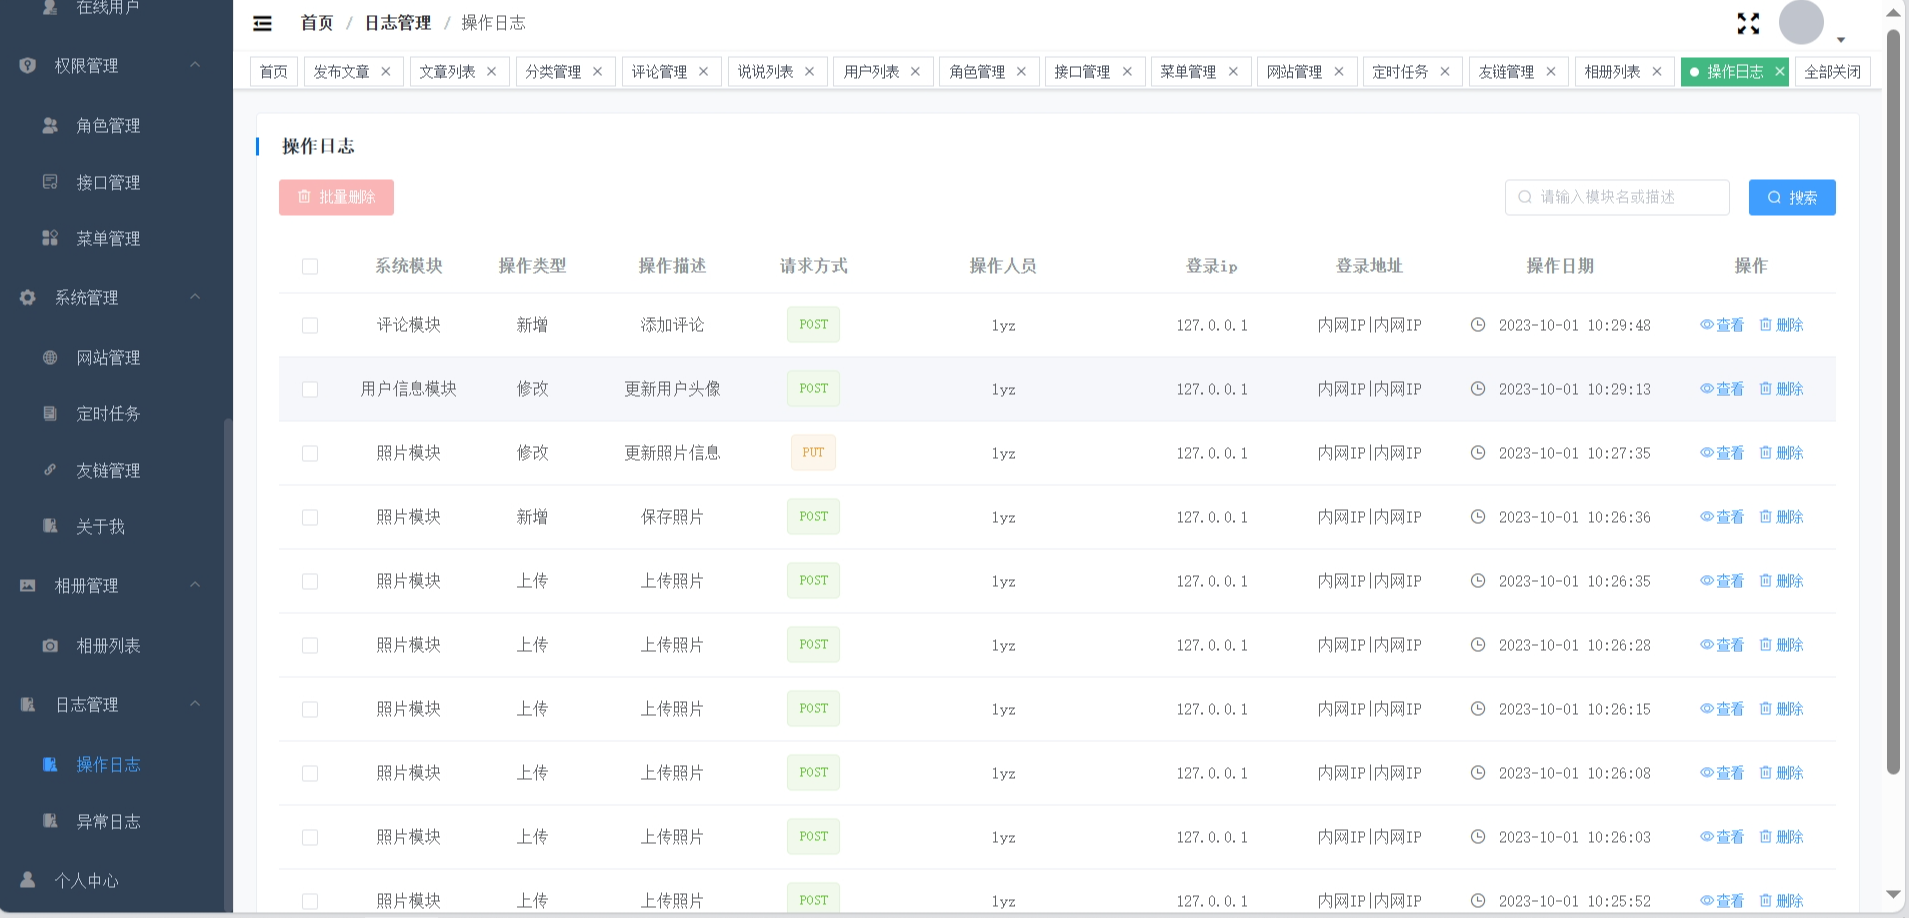 在线用户
权限管理
角色管理
接口管理
菜单管理
系统管理
网站管理
定时任务
友链管理
关于我
相册管理
相册列表
日志管理
操作日志
异常日志
个人中心
首页 / 日志管理 / 操作日志
首页 发布文章 文章列表 分类管理 评论管理 说说列表 用户列表 角色管理 接口管理 菜单管理 网站管理 定时任务 友链管理 相册列表 操作日志 全部关闭
操作日志
批量删除 请输入模块名或描述 搜索
系统模块 操作类型 操作描述 请求方式 操作人员 登录ip 登录地址 操作日期 操作
评论模块 新增 添加评论 POST lyz 127.0.0.1 内网IP|内网IP 2023-10-01 10:29:48 查看 删除
用户信息模块 修改 更新用户头像 POST lyz 127.0.0.1 内网IP|内网IP 2023-10-01 10:29:13 查看 删除
照片模块 修改 更新照片信息 PUT lyz 127.0.0.1 内网IP|内网IP 2023-10-01 10:27:35 查看 删除
照片模块 新增 保存照片 POST lyz 127.0.0.1 内网IP|内网IP 2023-10-01 10:26:36 查看 删除
照片模块 上传 上传照片 POST lyz 127.0.0.1 内网IP|内网IP 2023-10-01 10:26:35 查看 删除
照片模块 上传 上传照片 POST lyz 127.0.0.1 内网IP|内网IP 2023-10-01 10:26:28 查看 删除
照片模块 上传 上传照片 POST lyz 127.0.0.1 内网IP|内网IP 2023-10-01 10:26:15 查看 删除
照片模块 上传 上传照片 POST lyz 127.0.0.1 内网IP|内网IP 2023-10-01 10:26:08 查看 删除
照片模块 上传 上传照片 POST lyz 127.0.0.1 内网IP|内网IP 2023-10-01 10:26:03 查看 删除
照片模块 上传 上传照片 POST lyz 127.0.0.1 内网IP|内网IP 2023-10-01 10:25:52 查看 删除